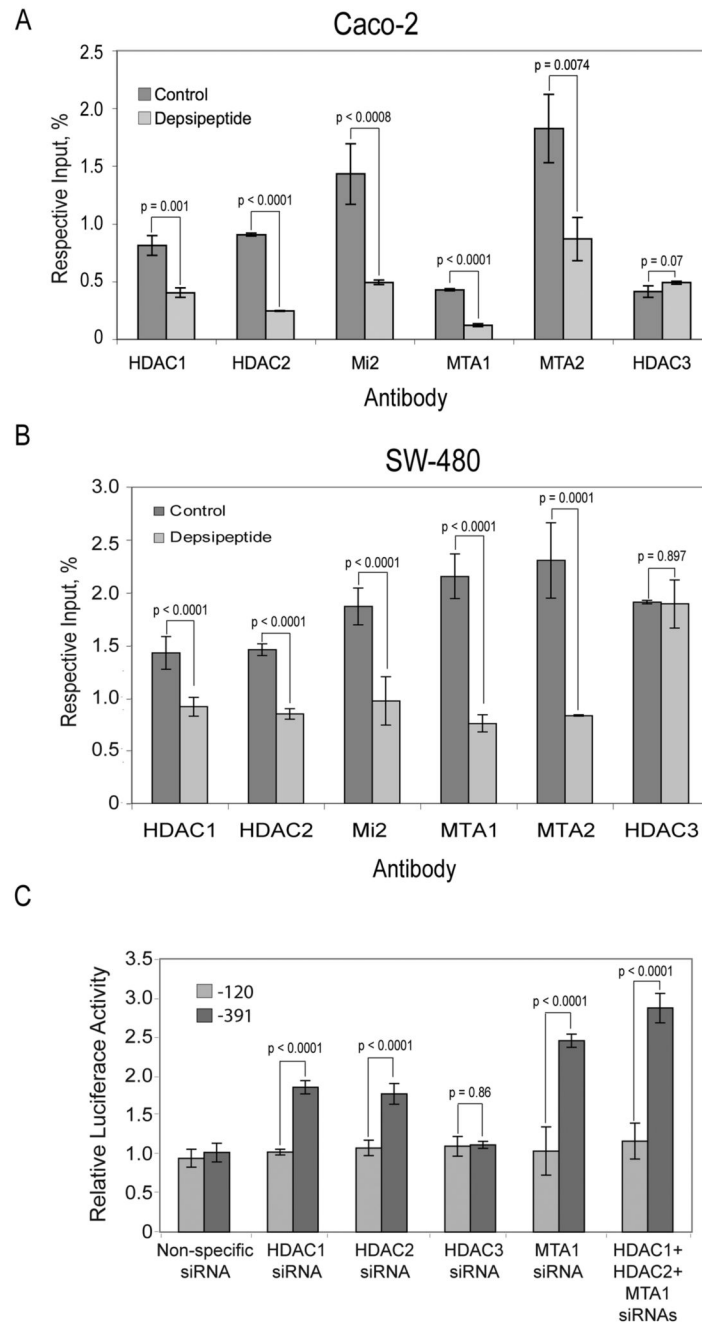 A
Caco-2
Respective Input, %
2.5
2.0
1.5
1.0
0.5
0
Control
Depsipeptide
p = 0.001
p < 0.0001
p < 0.0008
p < 0.0001
p = 0.0074
p = 0.07
HDAC1 HDAC2 Mi2 MTA1 MTA2 HDAC3
Antibody
B
SW-480
Respective Input, %
3.0
2.5
2.0
1.5
1.0
0.5
0
Control
Depsipeptide
p < 0.0001
p < 0.0001
p < 0.0001
p < 0.0001
p = 0.0001
p = 0.897
HDAC1 HDAC2 Mi2 MTA1 MTA2 HDAC3
Antibody
C
Relative Luciferace Activity
3.5
3.0
2.5
2.0
1.5
1.0
0.5
0
-120
-391
p < 0.0001
p < 0.0001
p = 0.86
p < 0.0001
p < 0.0001
Non-specific
siRNA
HDAC1
siRNA
HDAC2
siRNA
HDAC3
siRNA
MTA1
siRNA
HDAC1+
HDAC2+
MTA1
siRNAs